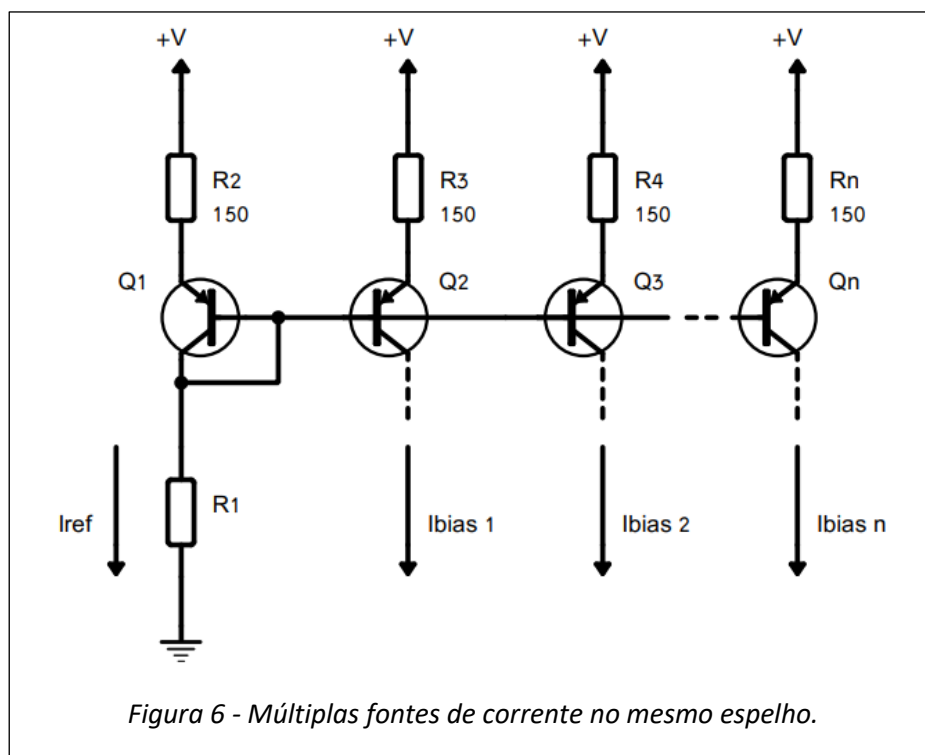 +V +V +V +V
R2 R3 R4 Rn
150 150 150 150
Q1 Q2 Q3 Qn
R1
Iref Ibias 1 Ibias 2 Ibias n
Figura 6 - Múltiplas fontes de corrente no mesmo espelho.